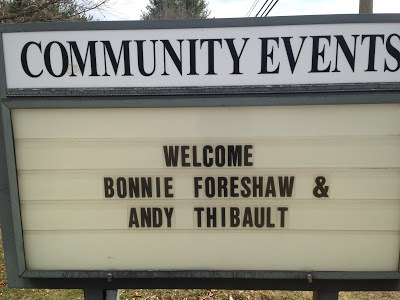 COMMUNITY EVENTS
WELCOME
BONNIE FORESHAW &
ANDY THIBAULT